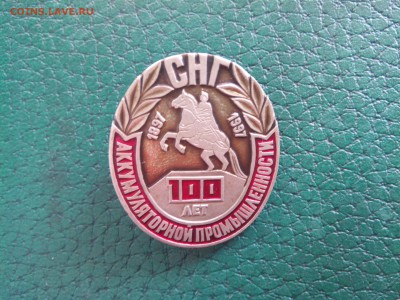 COINS.LAVE.RU
СНГ
1897 1997
100
ЛЕТ
АККУМУЛЯТОРНОЙ ПРОМЫШЛЕННОСТИ